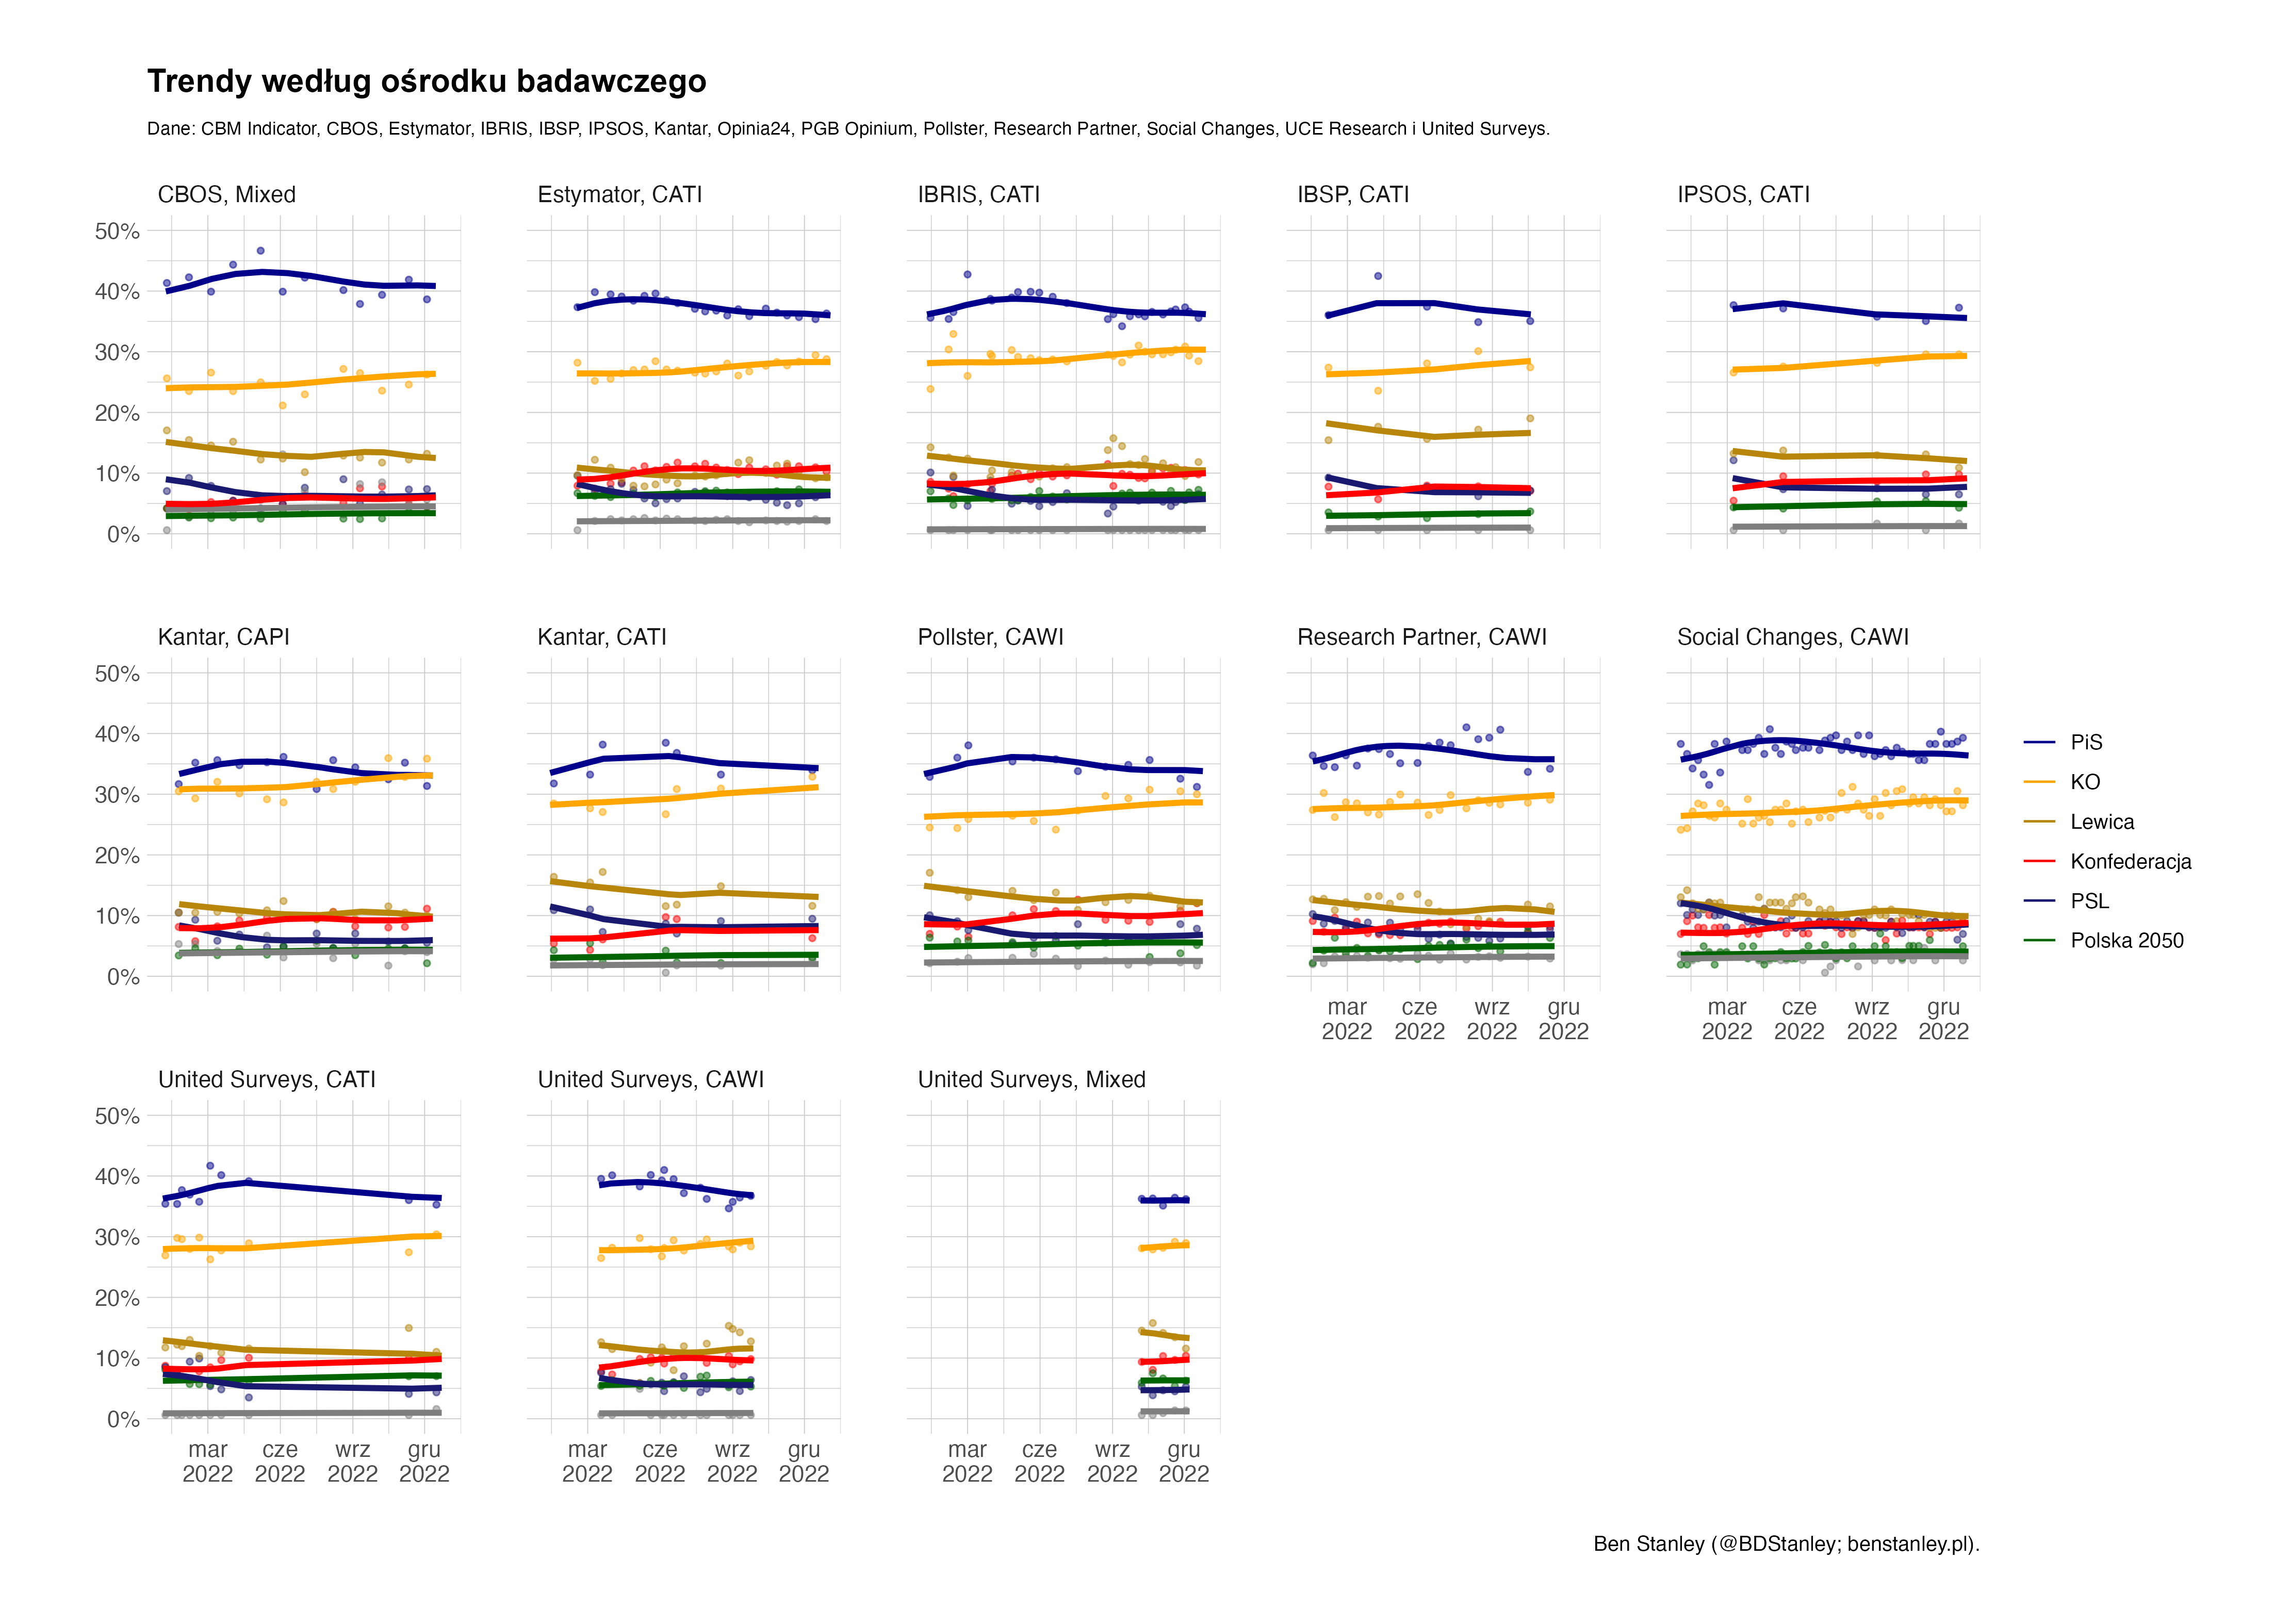 Trendy według ośrodku badawczego
Dane: CBM Indicator, CBOS, Estymator, IBRIS, IBSP, IPSOS, Kantar, Opinia24, PGB Opinium, Pollster, Research Partner, Social Changes, UCE Research i United Surveys.
CBOS, Mixed
Estymator, CATI
IBRIS, CATI
IBSP, CATI
IPSOS, CATI
50%
40%
30%
20%
10%
0%
Kantar, CAPI
Kantar, CATI
Pollster, CAWI
Research Partner, CAWI
Social Changes, CAWI
50%
40%
30%
20%
10%
0%
mar 2022
cze 2022
wrz 2022
gru 2022
mar 2022
cze 2022
wrz 2022
gru 2022
PiS
KO
Lewica
Konfederacja
PSL
Polska 2050
United Surveys, CATI
United Surveys, CAWI
United Surveys, Mixed
50%
40%
30%
20%
10%
0%
mar 2022
cze 2022
wrz 2022
gru 2022
mar 2022
cze 2022
wrz 2022
gru 2022
mar 2022
cze 2022
wrz 2022
gru 2022
Ben Stanley (@BDStanley; benstanley.pl).